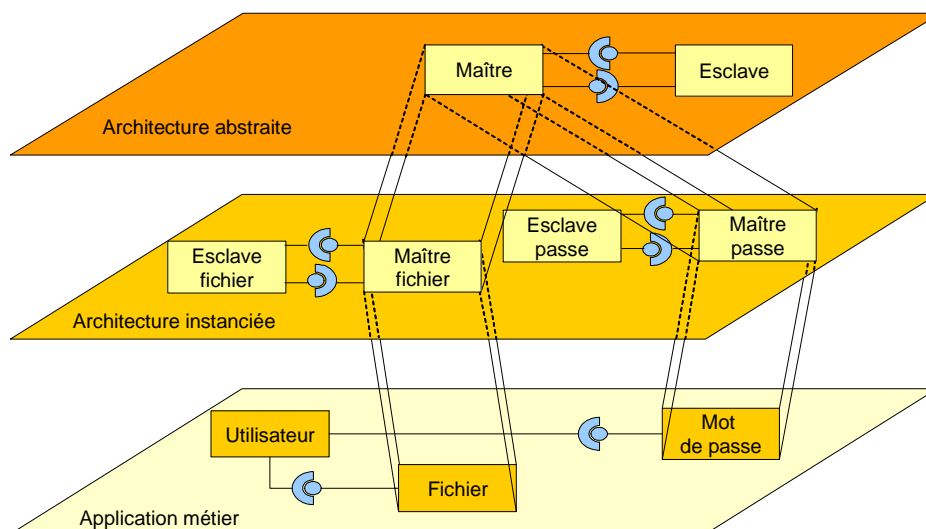 Maître
Esclave
Architecture abstraite
Esclave
passe
Maître
passe
Esclave
fichier
Maître
fichier
Architecture instanciée
Utilisateur
Mot
de passe
Fichier
Application métier